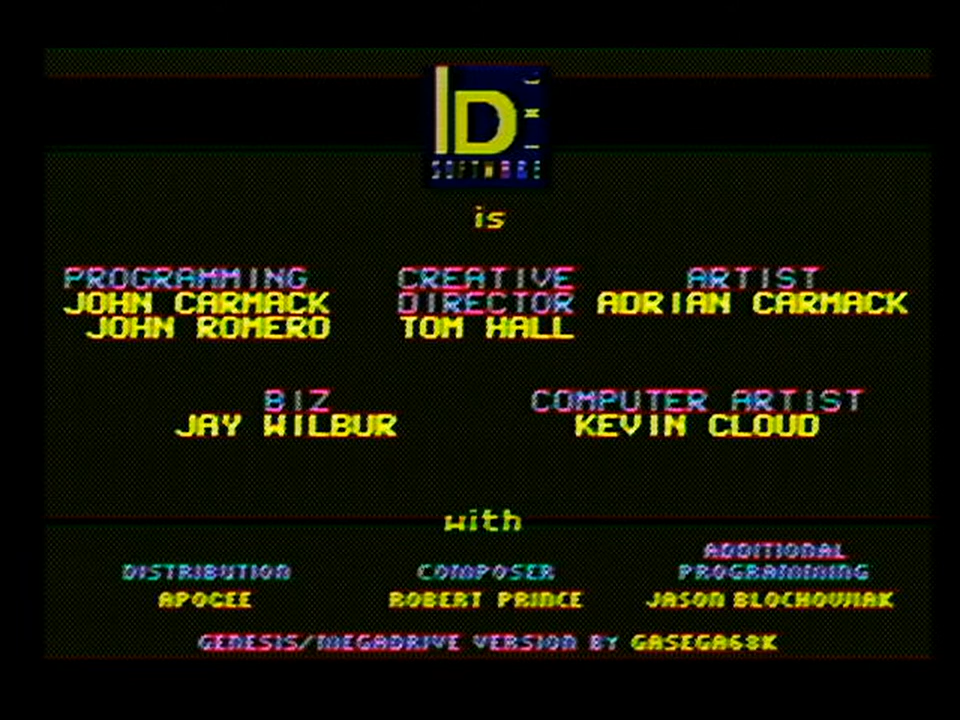 ID
SOFTWARE
is
PROGRAMMING
JOHN CARMACK
JOHN ROMERO
CREATIVE
DIRECTOR
TOM HALL
ARTIST
ADRIAN CARMACK
BIZ
JAY WILBUR
COMPUTER ARTIST
KEVIN CLOUD
with
DISTRIBUTION
APOGEE
COMPOSER
ROBERT PRINCE
ADDITIONAL
PROGRAMMING
JASON BLOCHOWIAK
GENESIS/MEGADRIVE VERSION BY GASEGA68K